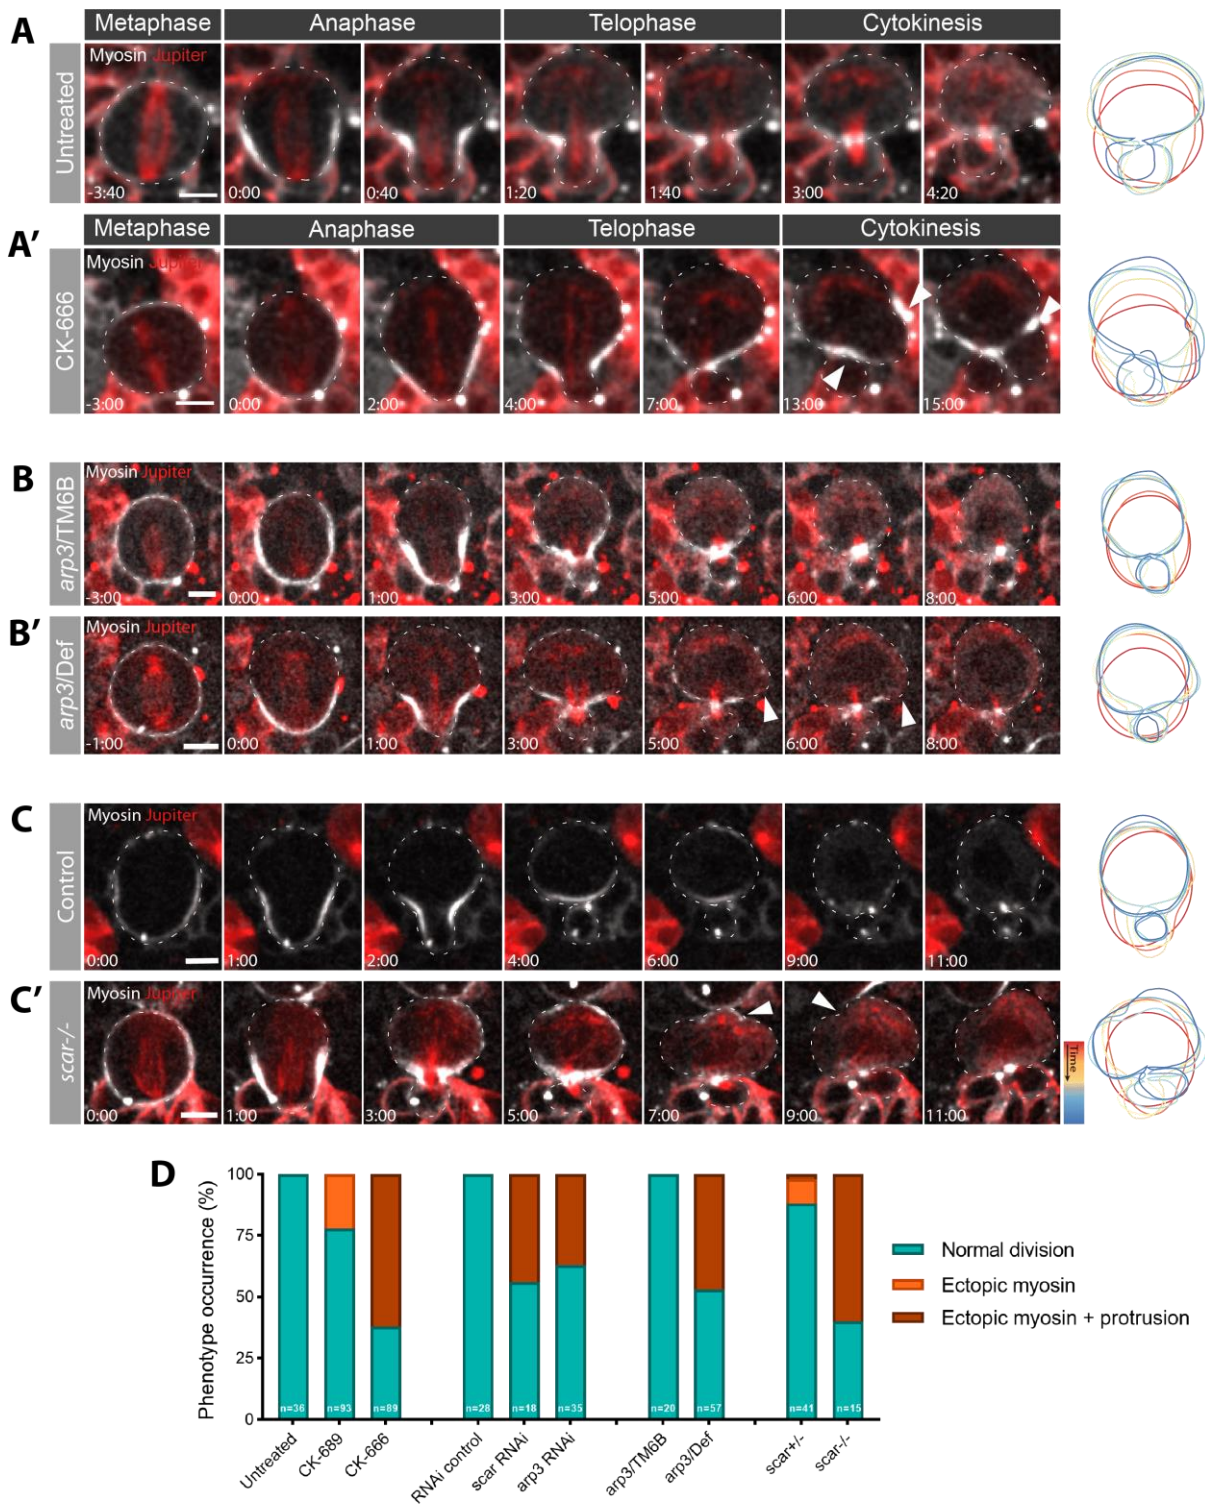 A
Metaphase Anaphase Telophase Cytokinesis
Untreated
Myosin Jupiter
-3:40 0:00 0:40 1:20 1:40 3:00 4:20
A′
Metaphase Anaphase Telophase Cytokinesis
CK-666
Myosin Jupiter
-3:00 0:00 2:00 4:00 7:00 13:00 15:00
B
arp3/TM6B
Myosin Jupiter
-3:00 0:00 1:00 3:00 5:00 6:00 8:00
B′
arp3/Def
Myosin Jupiter
-1:00 0:00 1:00 3:00 5:00 6:00 8:00
C
Control
Myosin Jupiter
0:00 1:00 2:00 4:00 6:00 9:00 11:00
C′
scar-/-
Myosin Jupiter
0:00 1:00 3:00 5:00 7:00 9:00 11:00
Time
D
Phenotype occurrence (%)
100
75
50
25
0
n=36 n=93 n=89 n=28 n=18 n=35 n=20 n=57 n=41 n=15
Untreated CK-689 CK-666 RNAi control scar RNAi arp3 RNAi arp3/TM6B arp3/Def scar+/- scar-/-
Normal division
Ectopic myosin
Ectopic myosin + protrusion